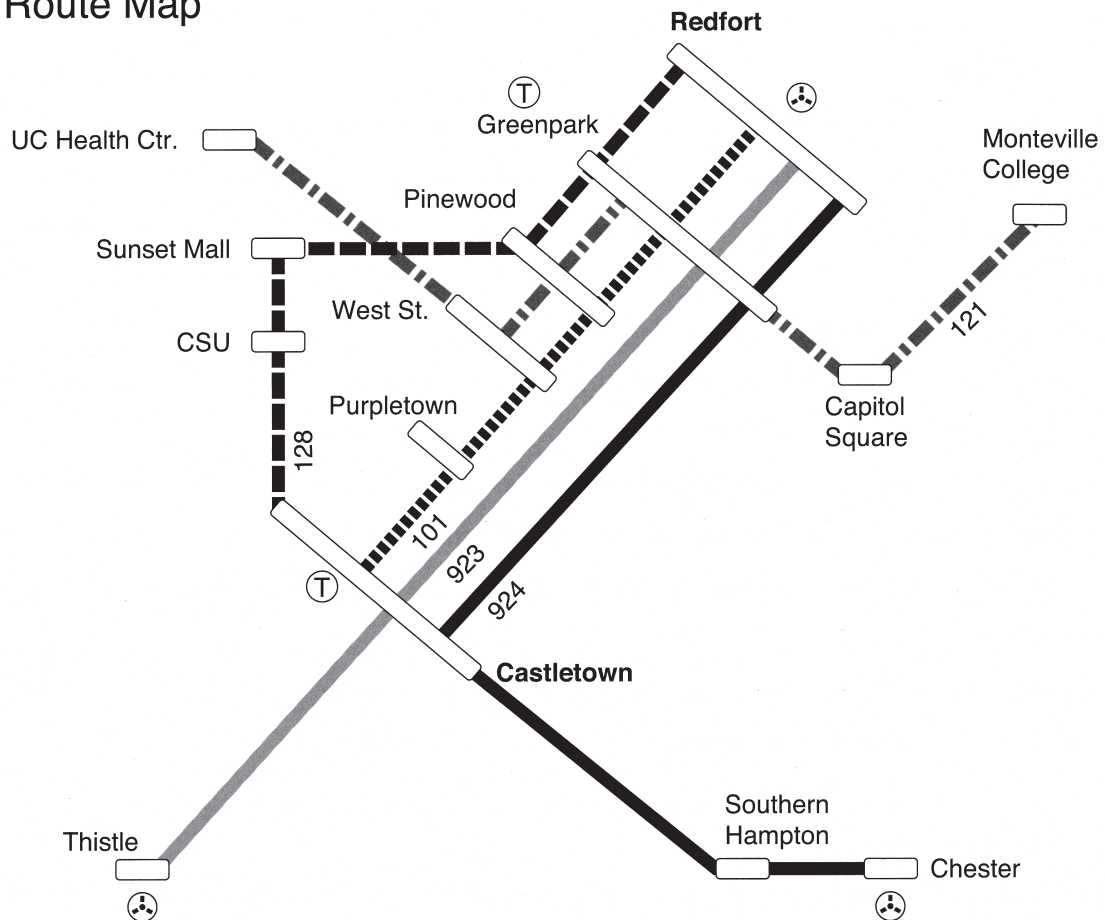 Route Map
Redfort
T
Greenpark
UC Health Ctr.
Monteville
College
Pinewood
Sunset Mall
West St.
CSU
121
Purpletown
Capitol
Square
128
101
923
924
T
Castletown
Southern
Hampton
Thistle
Chester